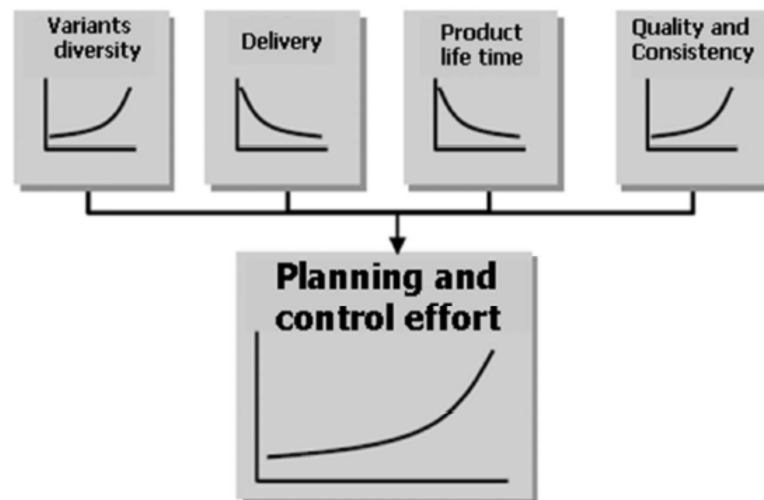 Variants
diversity
Delivery
Product
life time
Quality and
Consistency
Planning and
control effort